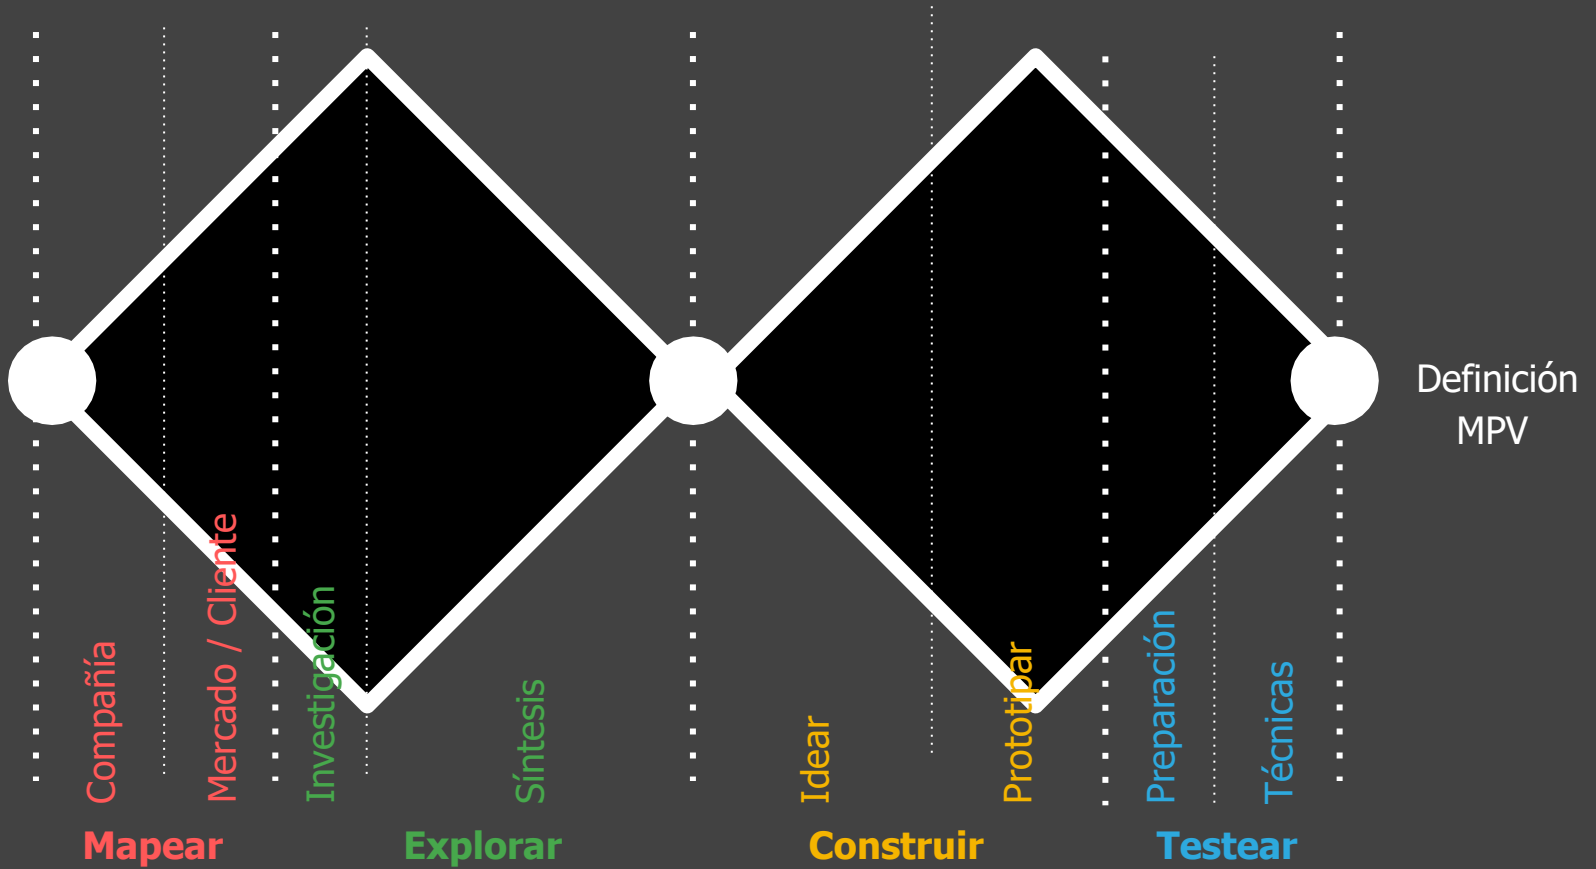 Definición
MPV
Compañía
Mercado / Cliente
Investigación
Síntesis
Idear
Prototipar
Preparación
Técnicas
Mapear
Explorar
Construir
Testear